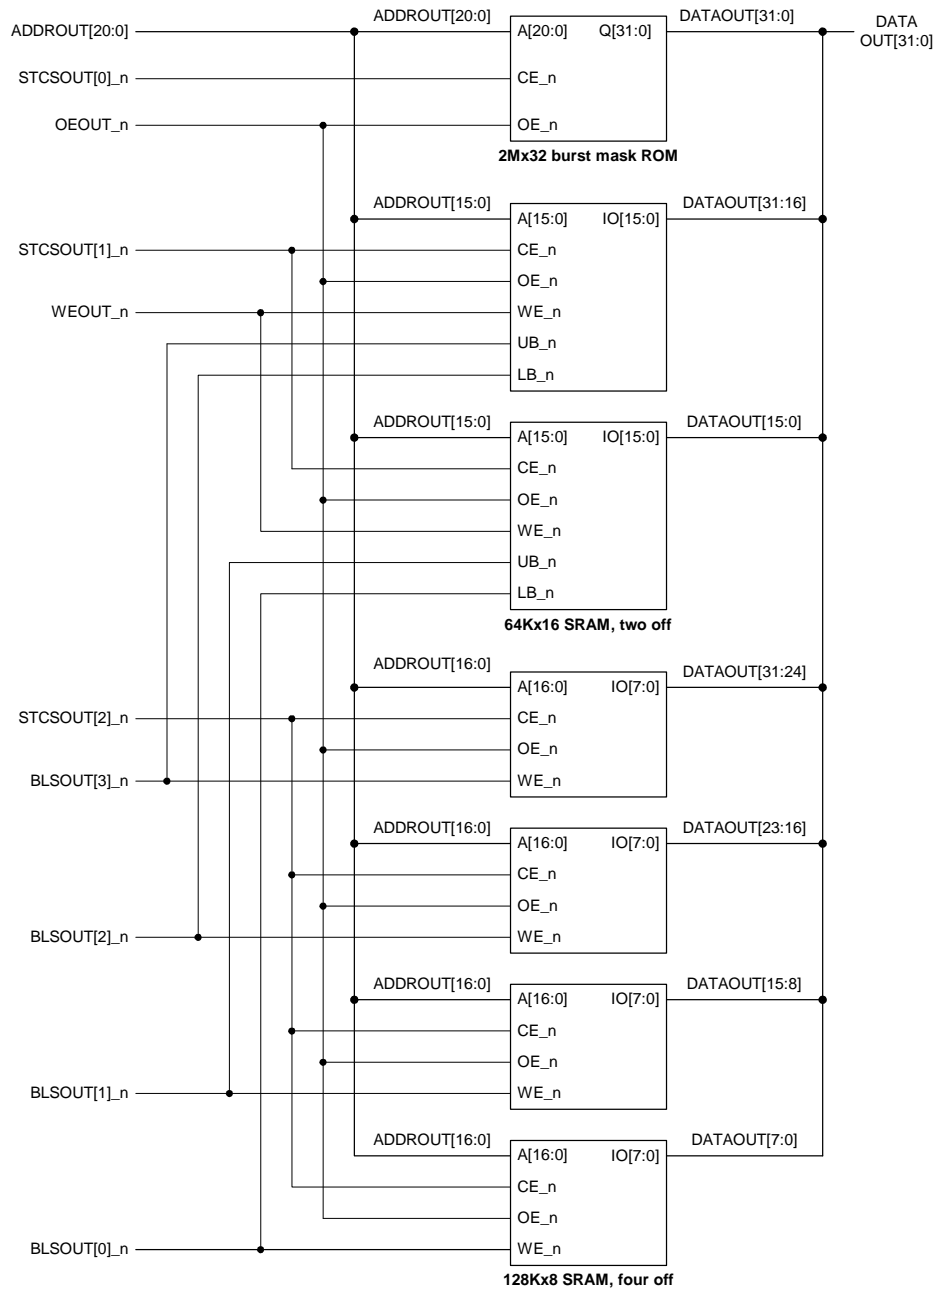 ADDROUT[20:0]
STCSOUT[0]_n
OEOUT_n
ADDROUT[20:0]
A[20:0] Q[31:0]
CE_n
OE_n
2Mx32 burst mask ROM
DATAOUT[31:0]
DATA
OUT[31:0]
STCSOUT[1]_n
WEOUT_n
ADDROUT[15:0]
A[15:0] IO[15:0]
CE_n
OE_n
WE_n
UB_n
LB_n
DATAOUT[31:16]
ADDROUT[15:0]
A[15:0] IO[15:0]
CE_n
OE_n
WE_n
UB_n
LB_n
DATAOUT[15:0]
64Kx16 SRAM, two off
STCSOUT[2]_n
BLSOUT[3]_n
ADDROUT[16:0]
A[16:0] IO[7:0]
CE_n
OE_n
WE_n
DATAOUT[31:24]
BLSOUT[2]_n
ADDROUT[16:0]
A[16:0] IO[7:0]
CE_n
OE_n
WE_n
DATAOUT[23:16]
BLSOUT[1]_n
ADDROUT[16:0]
A[16:0] IO[7:0]
CE_n
OE_n
WE_n
DATAOUT[15:8]
BLSOUT[0]_n
ADDROUT[16:0]
A[16:0] IO[7:0]
CE_n
OE_n
WE_n
DATAOUT[7:0]
128Kx8 SRAM, four off